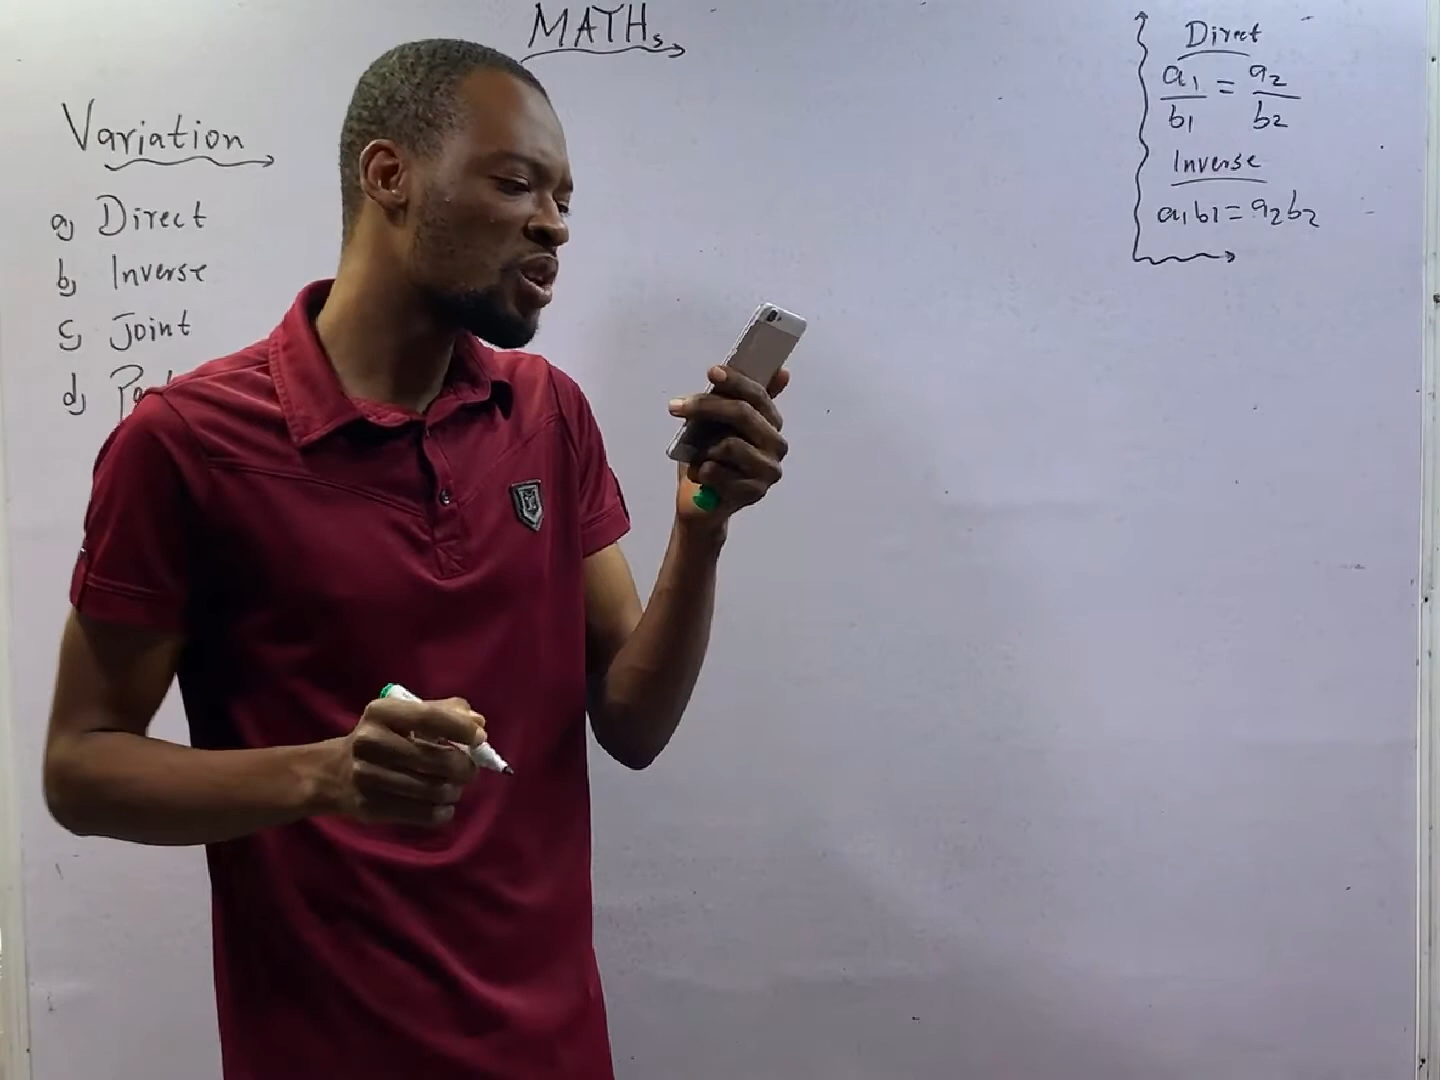 MATHs
Variation
a) Direct
b) Inverse
c) Joint
d)
Direct
a1/b1 = a2/b2
Inverse
a1b1 = a2b2